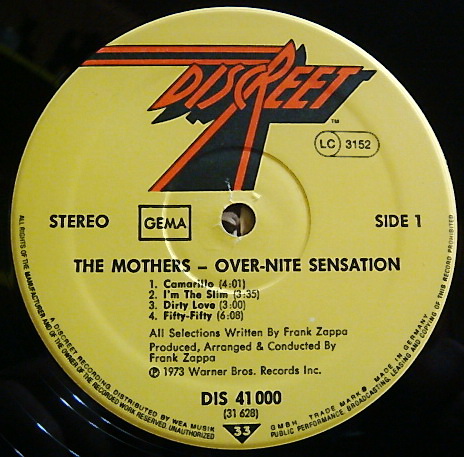 DISCREET
TM
LC 3152
STEREO
GEMA
SIDE 1
THE MOTHERS – OVER-NITE SENSATION
1. Camarillo (4:01)
2. I'm The Slim (3:35)
3. Dirty Love (3:00)
4. Fifty-Fifty (6:08)
All Selections Written By Frank Zappa
Produced, Arranged & Conducted By
Frank Zappa
℗ 1973 Warner Bros. Records Inc.
DIS 41 000
(31 628)
33
ALL RIGHTS OF THE MANUFACTURER AND OF THE OWNER OF THE RECORDED WORK RESERVED. UNAUTHORIZED PUBLIC PERFORMANCE, BROADCASTING, LEASING AND COPYING OF THIS RECORD PROHIBITED
A DISCREET RECORDING DISTRIBUTED BY WEA MUSIK GMBH. TRADE MARK® MADE IN GERMANY